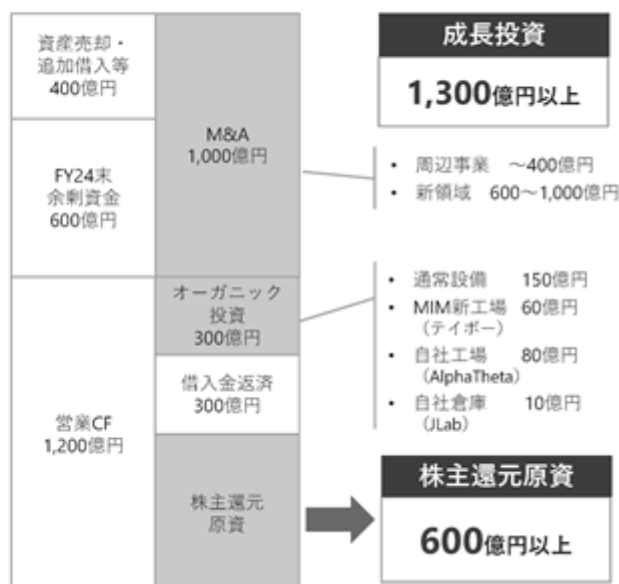 資産売却・
追加借入等
400億円
FY24末
余剰資金
600億円
営業CF
1,200億円
M&A
1,000億円
オーガニック
投資
300億円
借入金返済
300億円
株主還元
原資
成長投資
1,300億円以上
• 周辺事業 ～400億円
• 新領域 600～1,000億円
• 通常設備 150億円
• MIM新工場 60億円
（テイボー）
• 自社工場 80億円
(AlphaTheta)
• 自社倉庫 10億円
(JLab)
株主還元原資
600億円以上